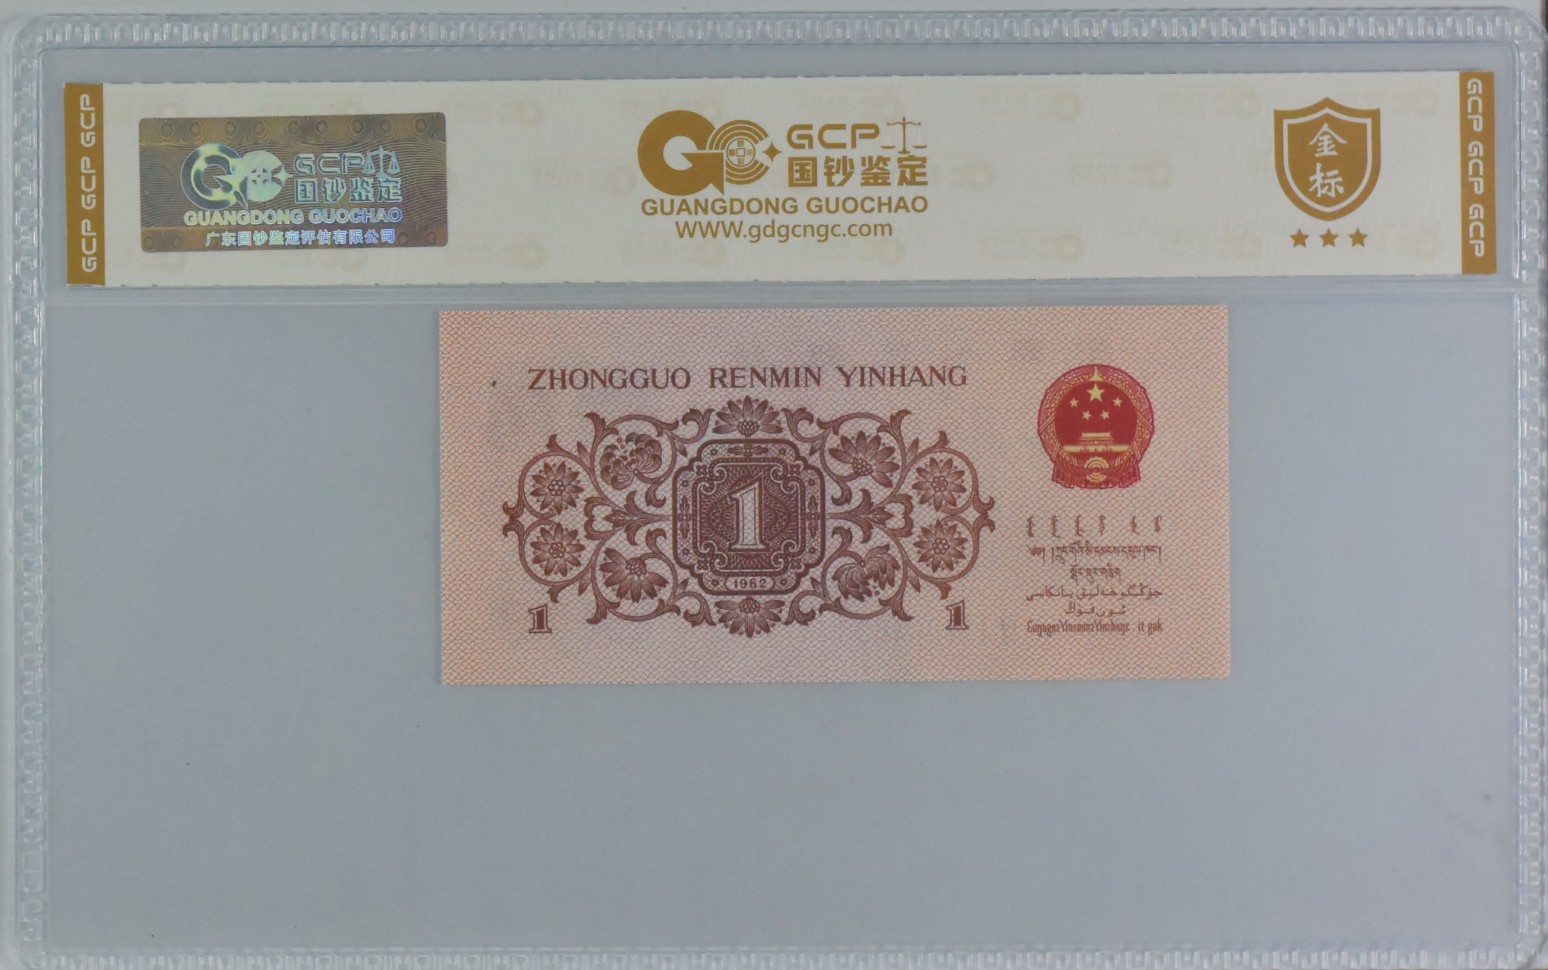 GCP GCP GCP
GCP
国钞鉴定
GUANGDONG GUOCHAO
广东国钞鉴定评估有限公司
GCP
国钞鉴定
GUANGDONG GUOCHAO
WWW.gdgcngc.com
金标
GCP GCP GCP
ZHONGGUO RENMIN YINHANG
1
1962
1
1